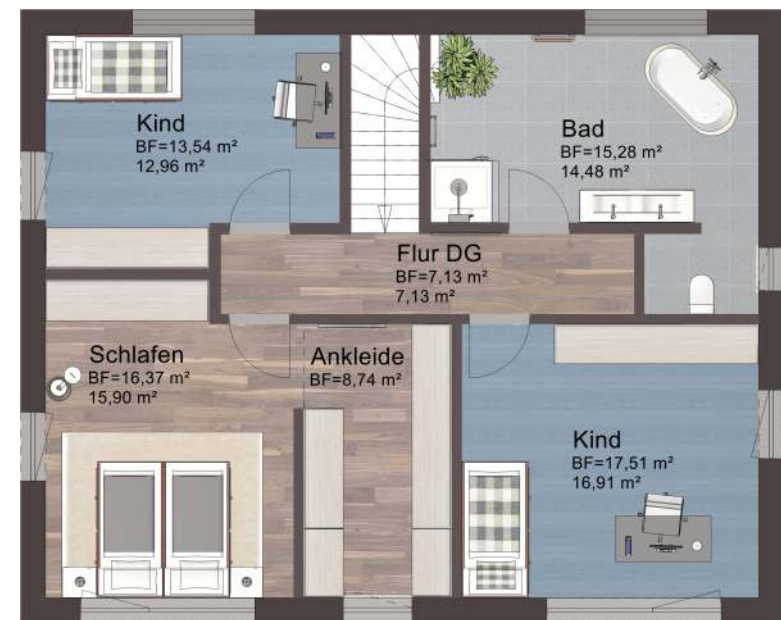 Kind
BF=13,54 m²
12,96 m²
Bad
BF=15,28 m²
14,48 m²
Flur DG
BF=7,13 m²
7,13 m²
Schlafen
BF=16,37 m²
15,90 m²
Ankleide
BF=8,74 m²
Kind
BF=17,51 m²
16,91 m²